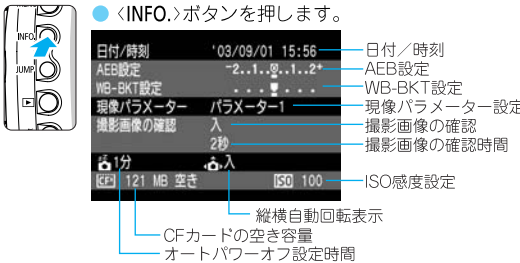 ● 〈INFO.〉ボタンを押します。
INFO.
JUMP
日付/時刻 '03/09/01 15:56
AEB設定 -2..1..0..1..2+
WB-BKT設定
現像パラメーター パラメーター1
撮影画像の確認 入
2秒
1分 入
CF 121 MB 空き ISO 100
日付／時刻
AEB設定
WB-BKT設定
現像パラメーター設定
撮影画像の確認
撮影画像の確認時間
ISO感度設定
縦横自動回転表示
CFカードの空き容量
オートパワーオフ設定時間